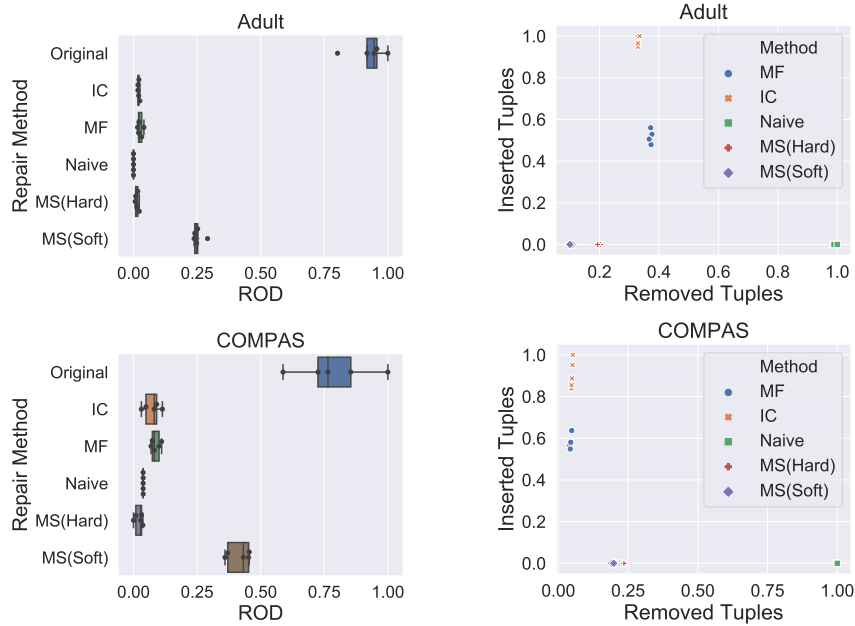 Adult
Repair Method
Original
IC
MF
Naive
MS(Hard)
MS(Soft)
0.00 0.25 0.50 0.75 1.00
ROD
Adult
Inserted Tuples
1.0
0.8
0.6
0.4
0.2
0.0
Method
MF
IC
Naive
MS(Hard)
MS(Soft)
0.2 0.4 0.6 0.8 1.0
Removed Tuples
COMPAS
Repair Method
Original
IC
MF
Naive
MS(Hard)
MS(Soft)
0.00 0.25 0.50 0.75 1.00
ROD
COMPAS
Inserted Tuples
1.0
0.8
0.6
0.4
0.2
0.0
Method
MF
IC
Naive
MS(Hard)
MS(Soft)
0.00 0.25 0.50 0.75 1.00
Removed Tuples